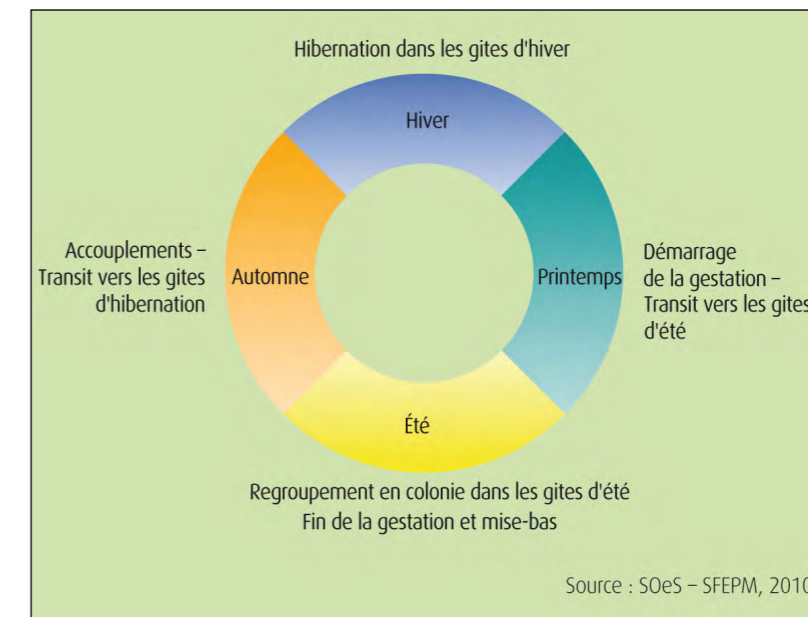 Hibernation dans les gites d'hiver
Hiver
Accouplements –
Transit vers les gites
d'hibernation
Automne
Printemps
Démarrage
de la gestation –
Transit vers les gites
d'été
Été
Regroupement en colonie dans les gites d'été
Fin de la gestation et mise-bas
Source : SOeS – SFEPM, 2010